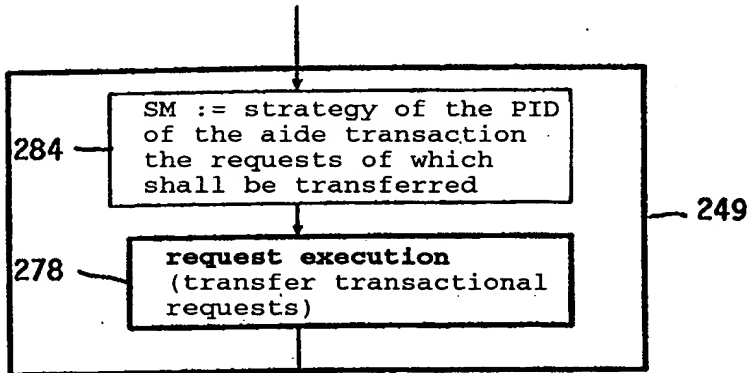 SM := strategy of the PID
of the aide transaction
the requests of which
shall be transferred
284
249
request execution
(transfer transactional
requests)
278